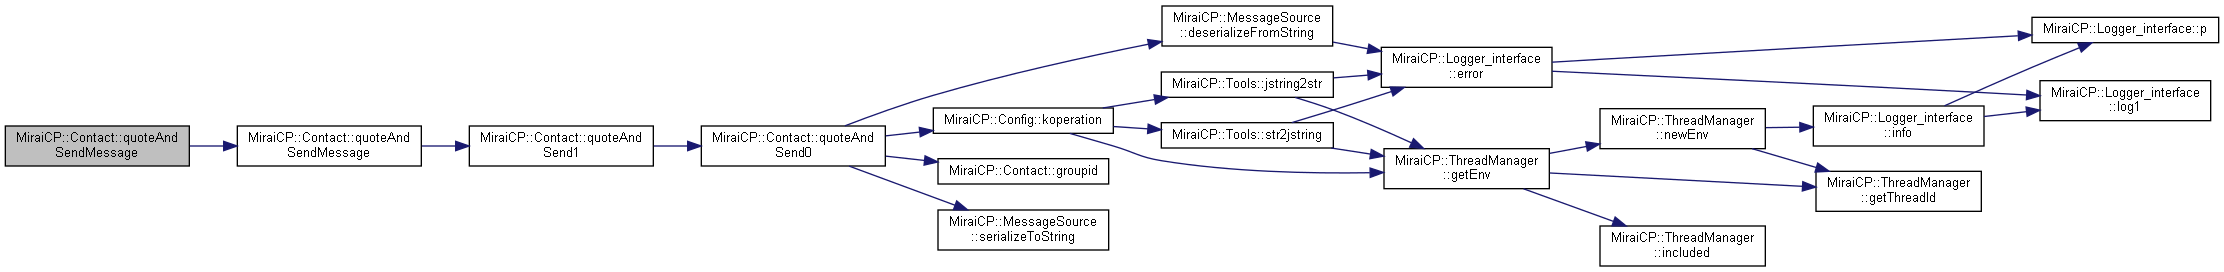 MiraiCP::Contact::quoteAnd
SendMessage
MiraiCP::Contact::quoteAnd
SendMessage
MiraiCP::Contact::quoteAnd
Send1
MiraiCP::Contact::quoteAnd
Send0
MiraiCP::MessageSource
::deserializeFromString
MiraiCP::Config::koperation
MiraiCP::Contact::groupid
MiraiCP::MessageSource
::serializeToString
MiraiCP::Tools::jstring2str
MiraiCP::Tools::str2jstring
MiraiCP::Logger_interface
::error
MiraiCP::ThreadManager
::getEnv
MiraiCP::ThreadManager
::newEnv
MiraiCP::ThreadManager
::included
MiraiCP::Logger_interface
::info
MiraiCP::ThreadManager
::getThreadId
MiraiCP::Logger_interface::p
MiraiCP::Logger_interface
::log1